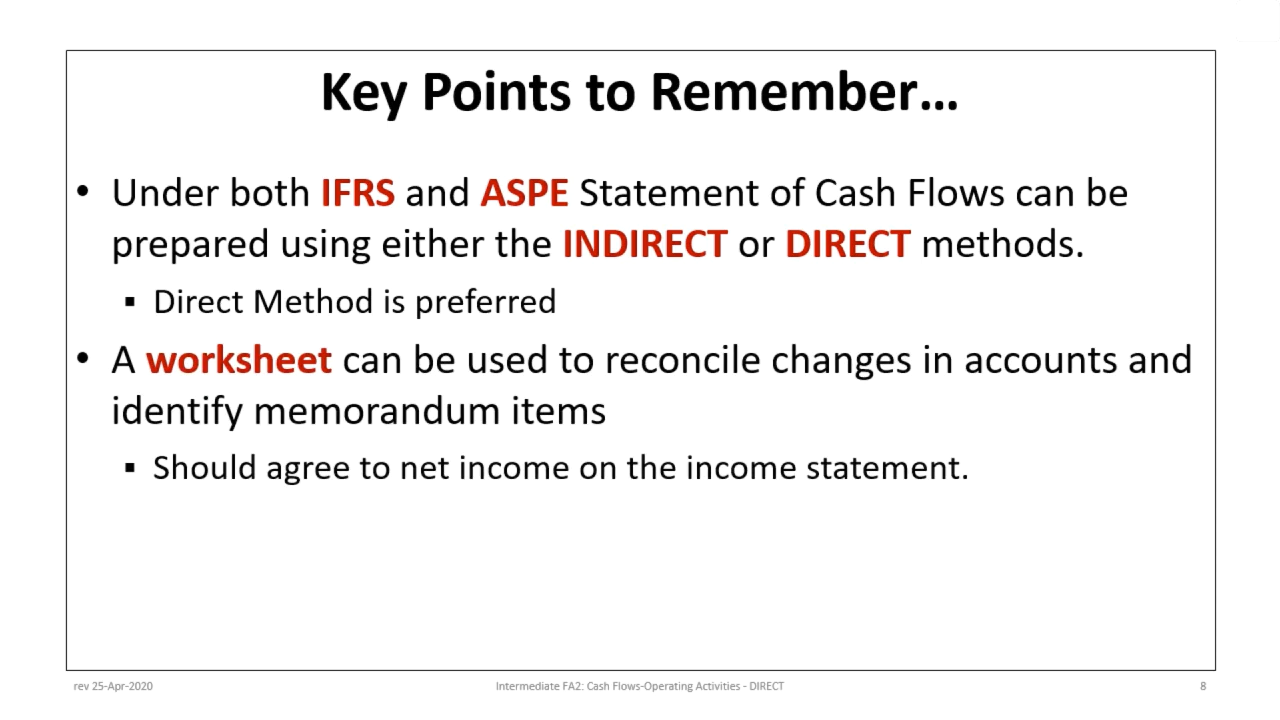 Key Points to Remember...
• Under both IFRS and ASPE Statement of Cash Flows can be
prepared using either the INDIRECT or DIRECT methods.
▪ Direct Method is preferred
• A worksheet can be used to reconcile changes in accounts and
identify memorandum items
▪ Should agree to net income on the income statement.
rev 25-Apr-2020
Intermediate FA2: Cash Flows-Operating Activities - DIRECT
8